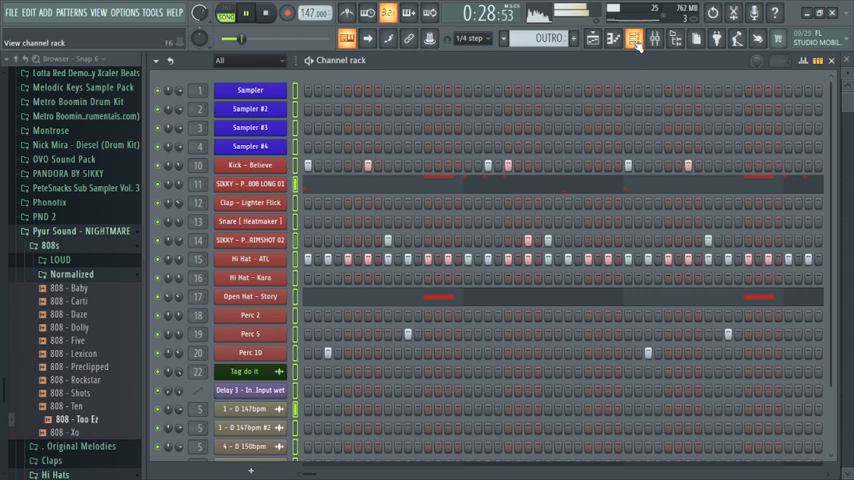 FILE EDIT ADD PATTERNS VIEW OPTIONS TOOLS HELP
SONG
147.000
3.2.
0:28:53
25
762 MB
3
View channel rack
F6
1/4 step
OUTRO
09/29 FL
STUDIO MOBIL..
Browser - Snap 6
All
Channel rack
Lotta Red Demo..y Xcaler Beats
Melodic Keys Sample Pack
Metro Boomin Drum Kit
Metro Boomi...rumentals.com)
Montrose
Nick Mira - Diesel (Drum Kit)
OVO Sound Pack
PANDORA BY SIKKY
PeteSnacks Sub Sampler Vol. 3
Phonotix
PND 2
Pyur Sound - NIGHTMARE
808s
LOUD
Normalized
808 - Baby
808 - Carti
808 - Daze
808 - Dolly
808 - Five
808 - Lexicon
808 - Preclipped
808 - Rockstar
808 - Shots
808 - Ten
808 - Too Ez
808 - Xo
. Original Melodies
Claps
Hi Hats
1 Sampler
2 Sampler #2
3 Sampler #3
4 Sampler #4
10 Kick - Believe
11 SIKKY - P...808 LONG 01
12 Clap - Lighter Flick
13 Snare [ Heatmaker ]
14 SIKKY - P..RIMSHOT 02
15 Hi Hat - ATL
16 Hi Hat - Kara
17 Open Hat - Story
18 Perc 2
19 Perc 5
20 Perc 10
22 Tag do it
Delay 3 - In..Input wet
5 1 - D 147bpm
5 1 - D 147bpm #2
5 4 - D 150bpm